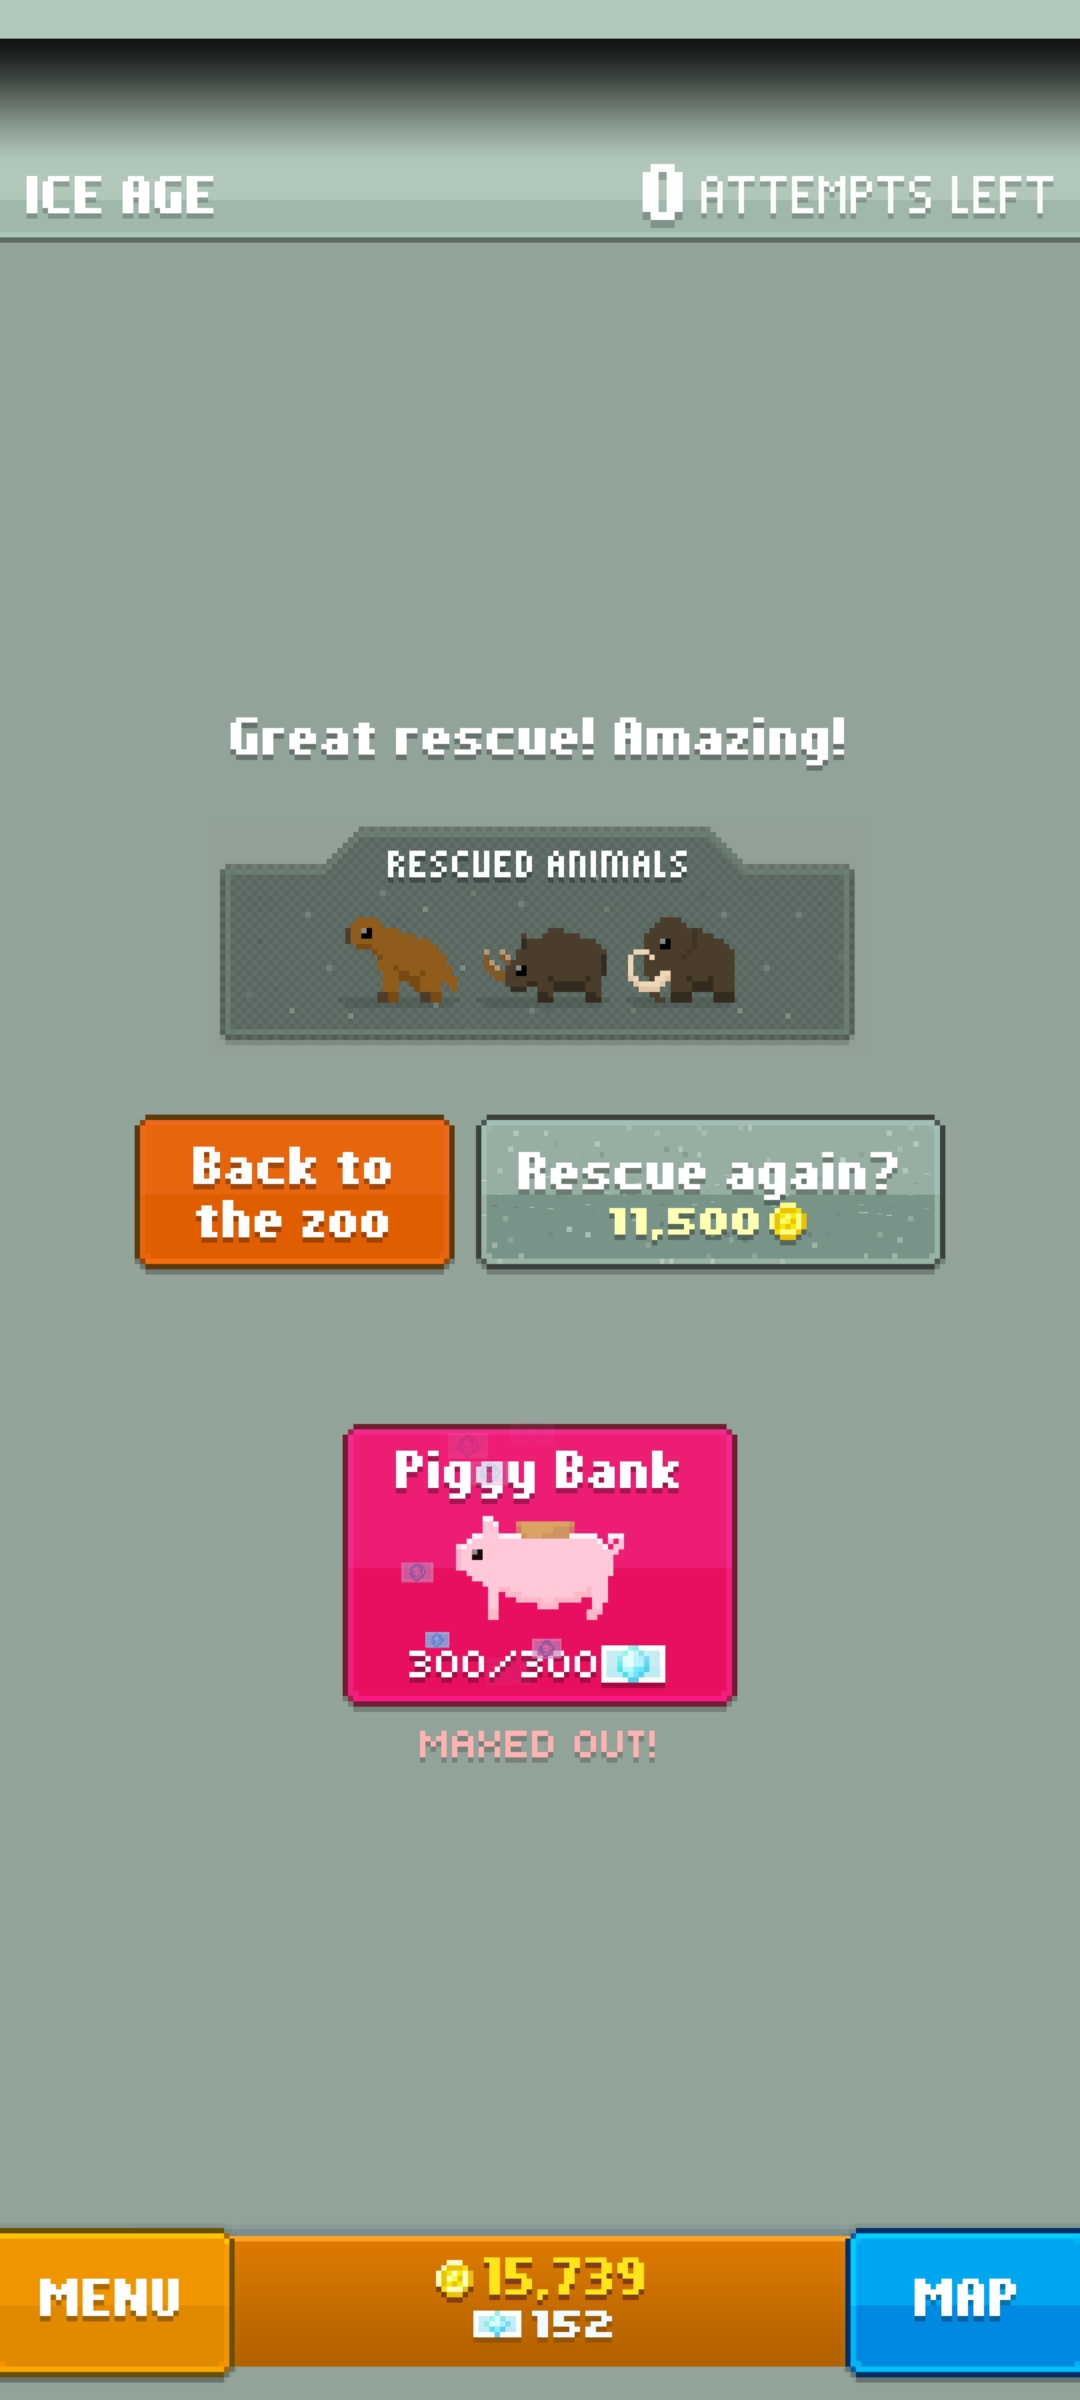 ICE AGE
0 ATTEMPTS LEFT
Great rescue! Amazing!
RESCUED ANIMALS
Back to
the zoo
Rescue again?
11,500
Piggy Bank
300/300
MAXED OUT!
MENU
15,739
152
MAP